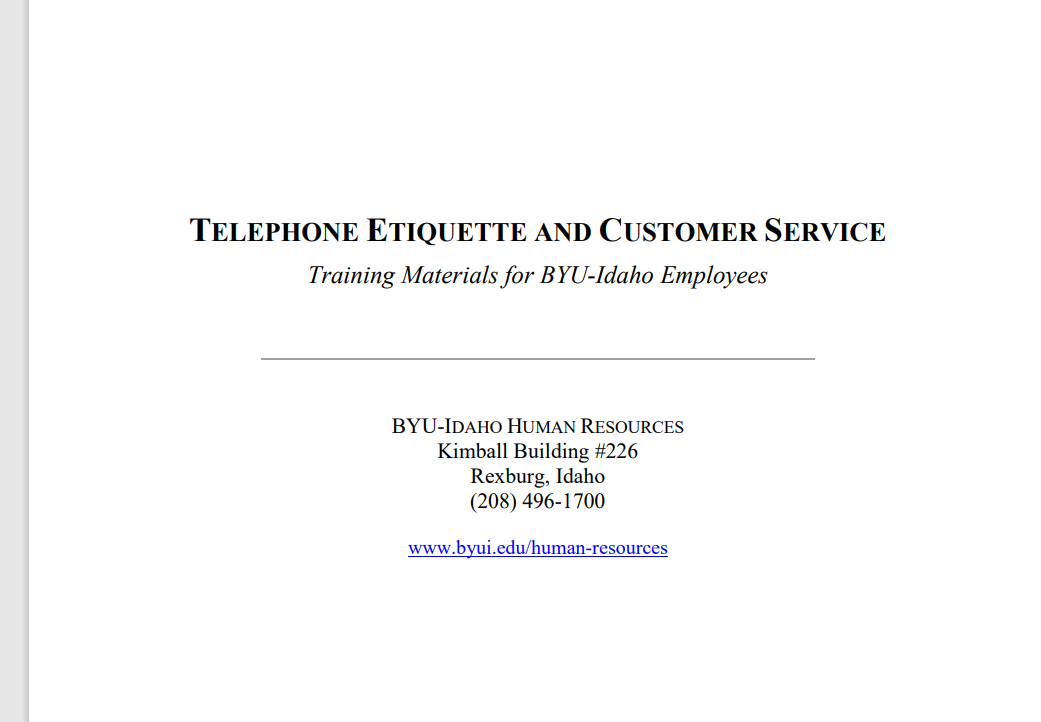 TELEPHONE ETIQUETTE AND CUSTOMER SERVICE
Training Materials for BYU-Idaho Employees
BYU-IDAHO HUMAN RESOURCES
Kimball Building #226
Rexburg, Idaho
(208) 496-1700
www.byui.edu/human-resources